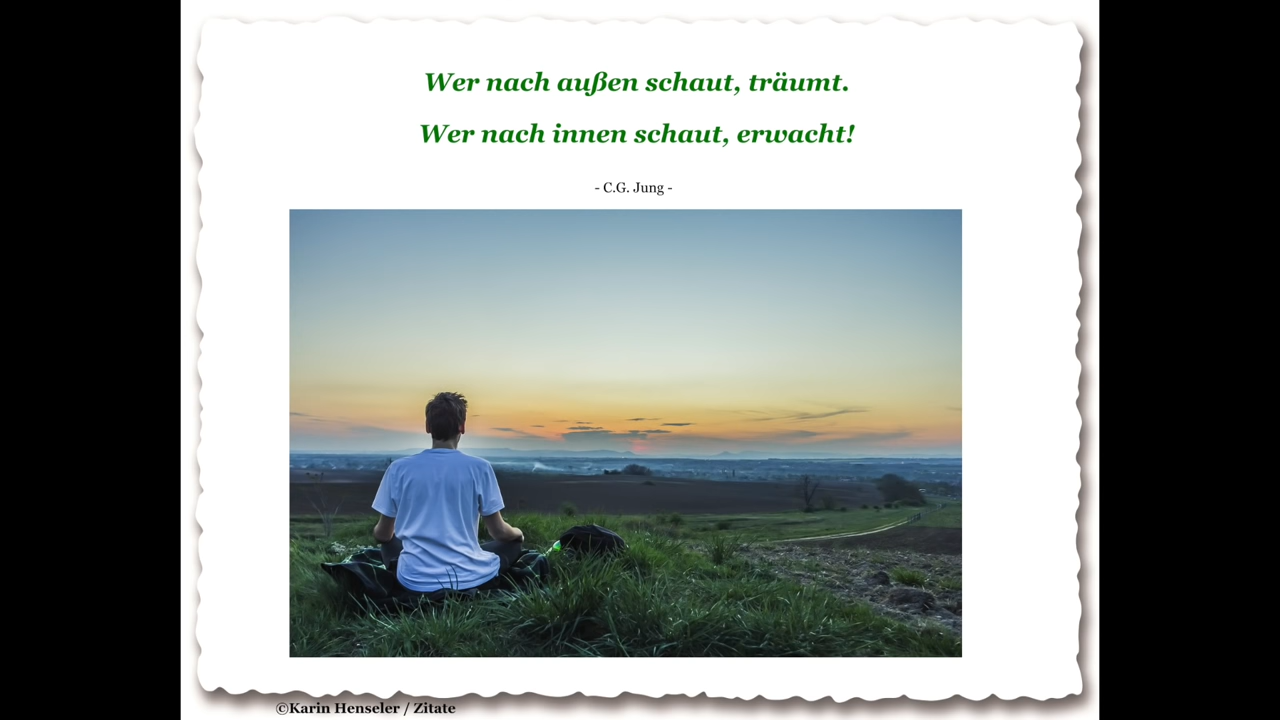 Wer nach außen schaut, träumt.
Wer nach innen schaut, erwacht!
- C.G. Jung -
©Karin Henseler / Zitate